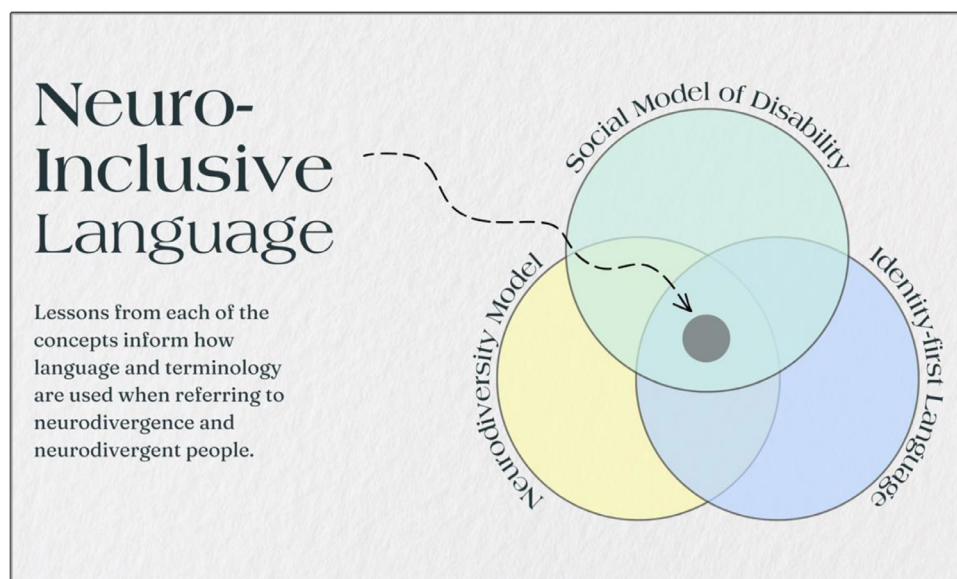 Neuro-
Inclusive
Language
Lessons from each of the
concepts inform how
language and terminology
are used when referring to
neurodivergence and
neurodivergent people.
Social Model of Disability
Neurodiversity Model
Identity-first Language